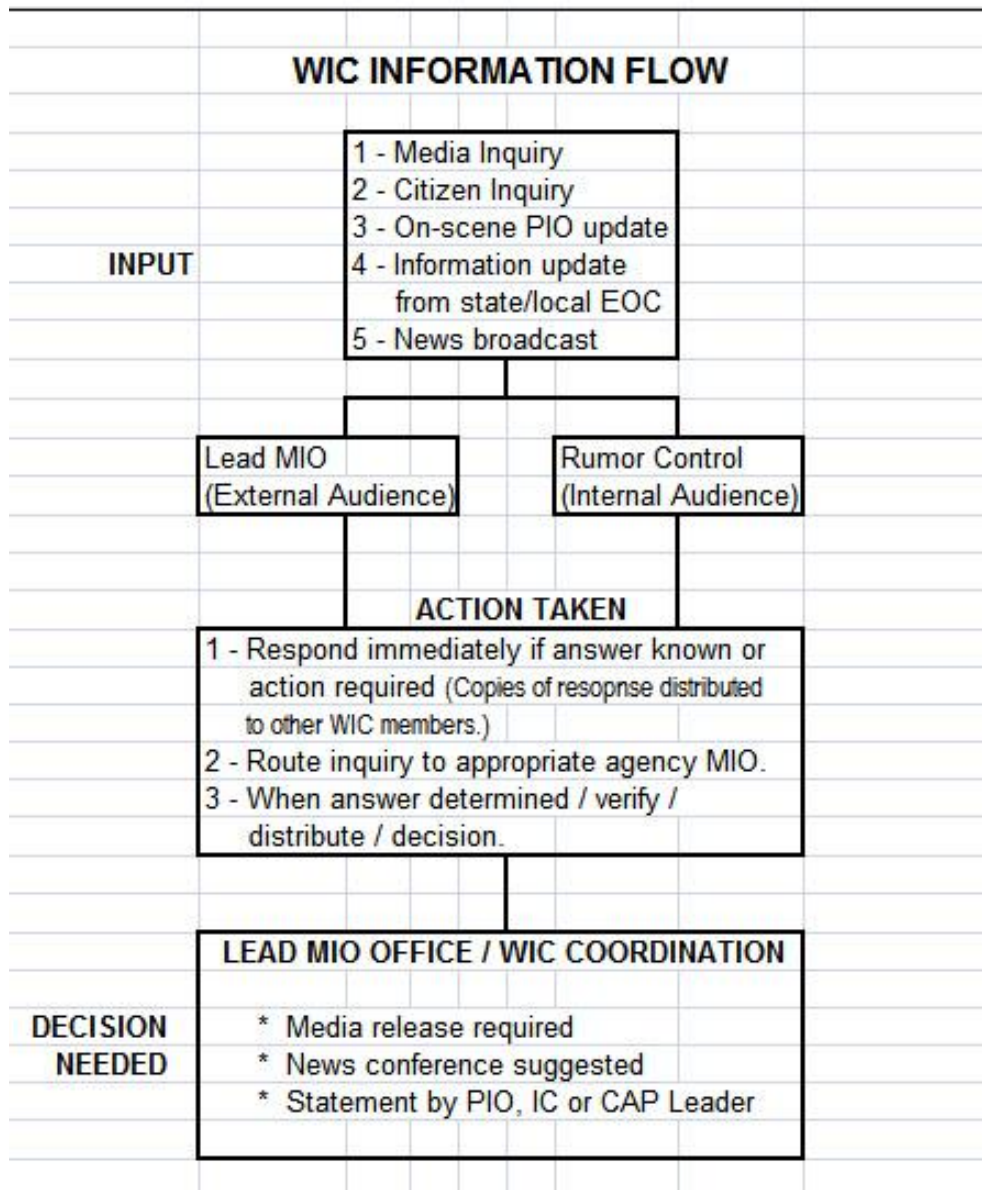 WIC INFORMATION FLOW
INPUT
1 - Media Inquiry
2 - Citizen Inquiry
3 - On-scene PIO update
4 - Information update
from state/local EOC
5 - News broadcast
Lead MIO
(External Audience)
Rumor Control
(Internal Audience)
ACTION TAKEN
1 - Respond immediately if answer known or
action required (Copies of resopnse distributed
to other WIC members.)
2 - Route inquiry to appropriate agency MIO.
3 - When answer determined / verify /
distribute / decision.
LEAD MIO OFFICE / WIC COORDINATION
DECISION
NEEDED
* Media release required
* News conference suggested
* Statement by PIO, IC or CAP Leader